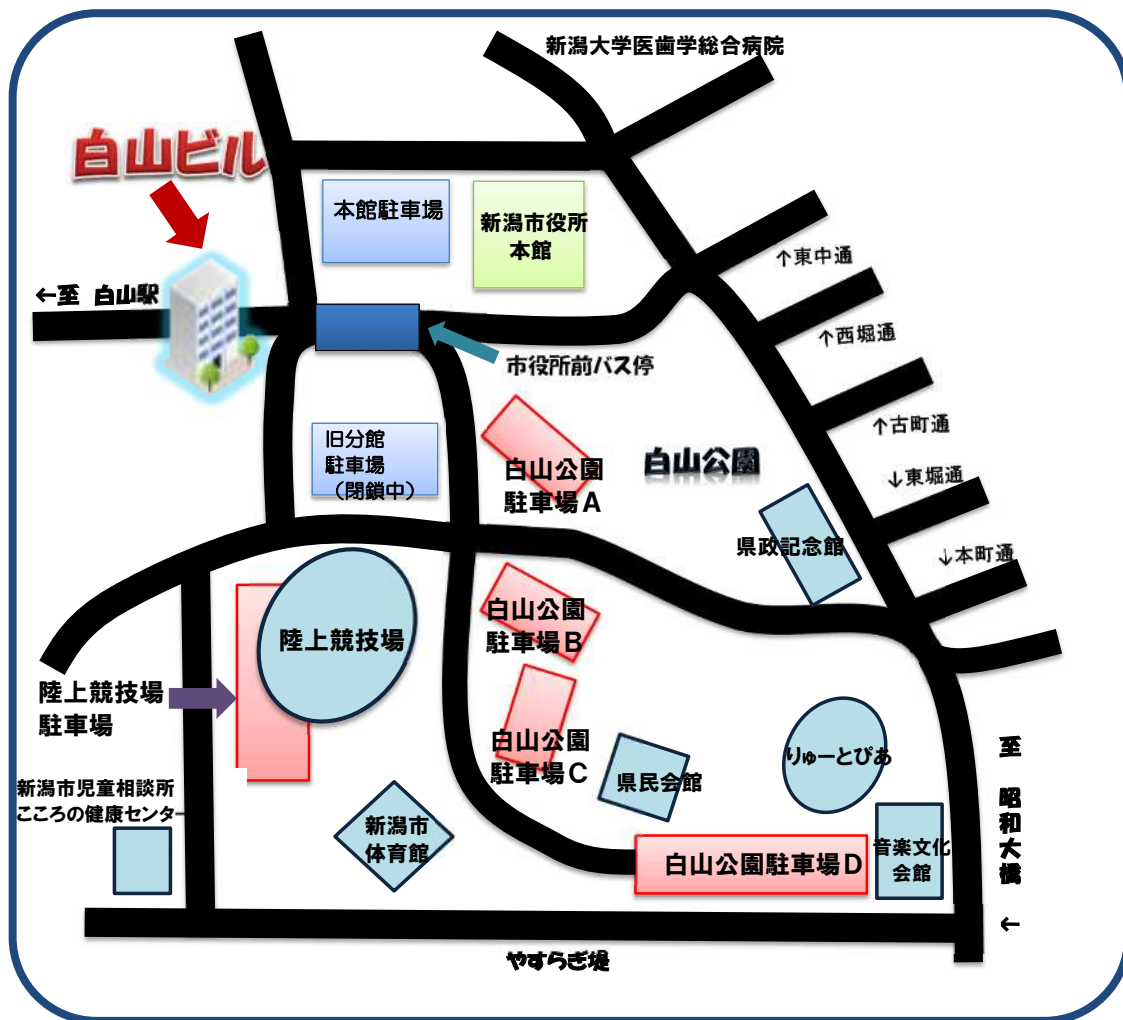 新潟大学医歯学総合病院
白山ビル
本館駐車場
新潟市役所
本館
↑東中通
←至 白山駅
↑西堀通
市役所前バス停
↑古町通
旧分館
駐車場
（閉鎖中）
白山公園
駐車場A
白山公園
↓東堀通
県政記念館
↓本町通
陸上競技場
白山公園
駐車場B
陸上競技場
駐車場
白山公園
駐車場C
りゅーとぴあ
至 昭和大橋 ←
県民会館
新潟市児童相談所
こころの健康センター
新潟市
体育館
白山公園駐車場D
音楽文化
会館
やすらぎ堤